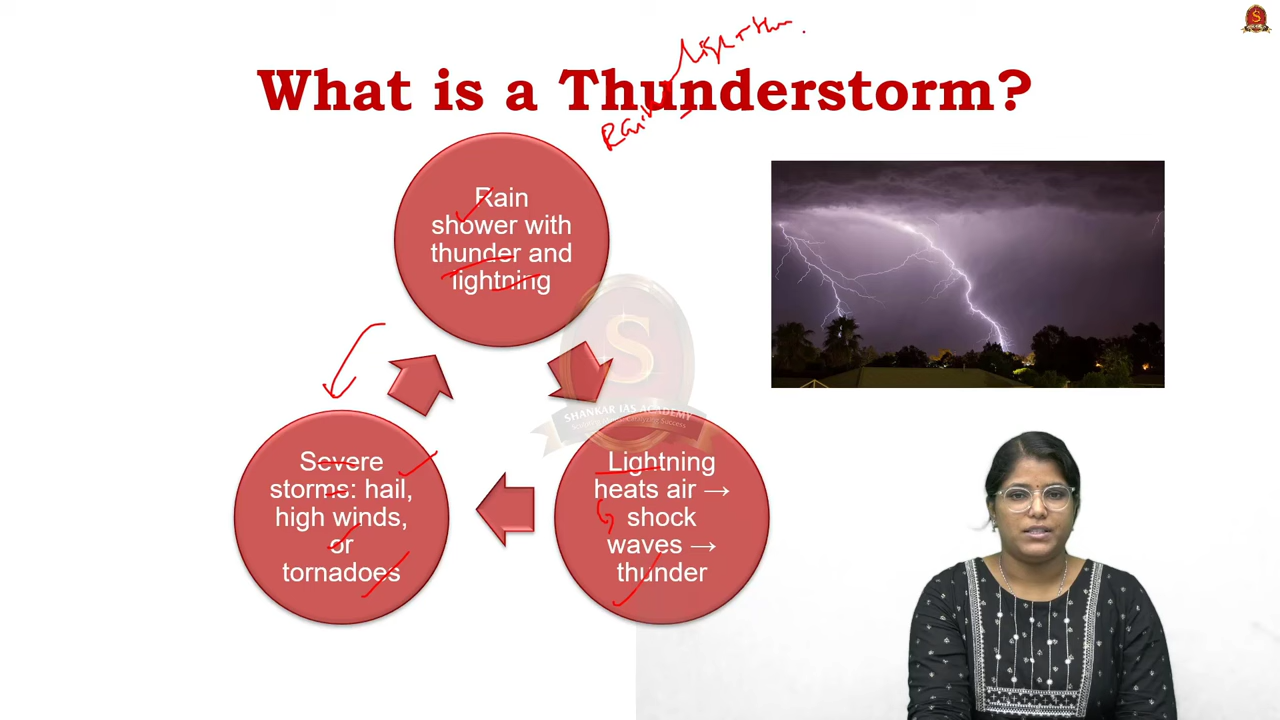 What is a Thunderstorm?
Rain
shower with
thunder and
lightning
Lightning
heats air →
shock
waves →
thunder
Severe
storms: hail,
high winds,
or
tornadoes
SHANKAR IAS ACADEMY
S
S
Rain